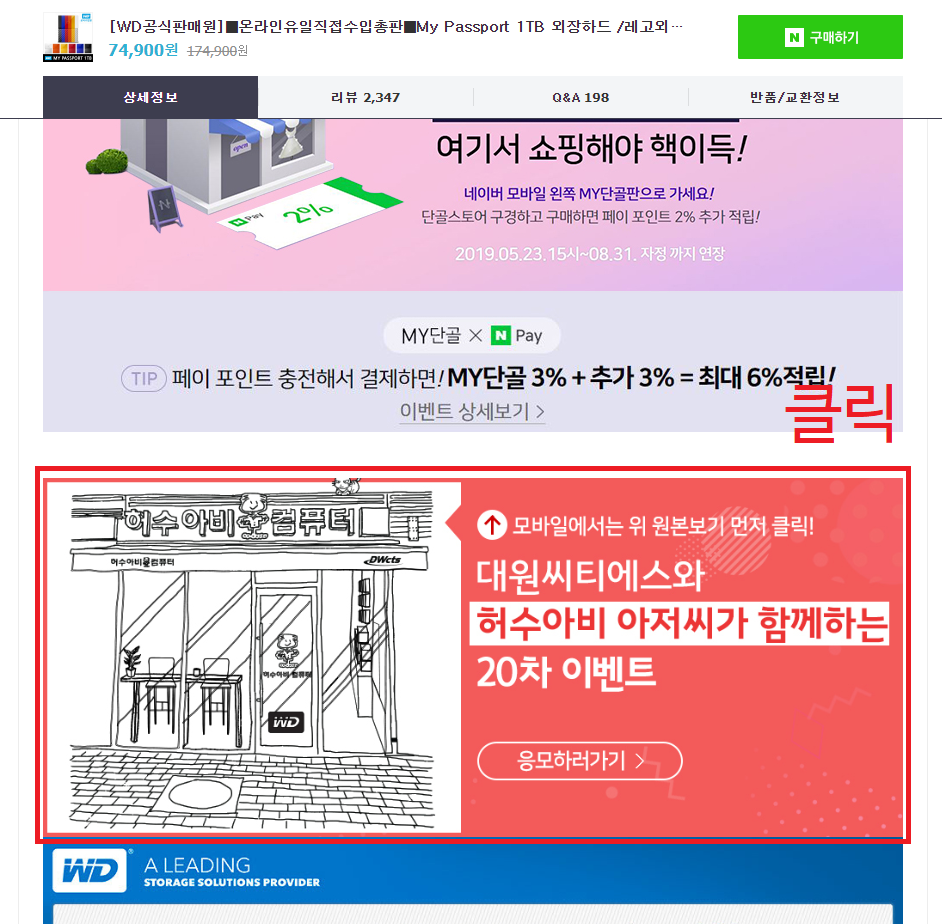 [WD공식판매원]■온라인유일직접수입총판■My Passport 1TB 외장하드 /레고외…
74,900원 174,900원
N 구매하기
상세정보
리뷰 2,347
Q&A 198
반품/교환정보
open
N Pay 2%
N
여기서 쇼핑해야 핵이득!
네이버 모바일 왼쪽 MY단골판으로 가세요!
단골스토어 구경하고 구매하면 페이 포인트 2% 추가 적립!
2019.05.23.15시~08.31. 자정 까지 연장
MY단골 × N Pay
TIP 페이 포인트 충전해서 결제하면! MY단골 3% + 추가 3% = 최대 6%적립!
이벤트 상세보기 >
클릭
허수아비 컴퓨터
허수아비 컴퓨터
DWcts
허수아비 컴퓨터
WD
모바일에서는 위 원본보기 먼저 클릭!
대원씨티에스와
허수아비 아저씨가 함께하는
20차 이벤트
응모하러가기 >
WD
A LEADING
STORAGE SOLUTIONS PROVIDER